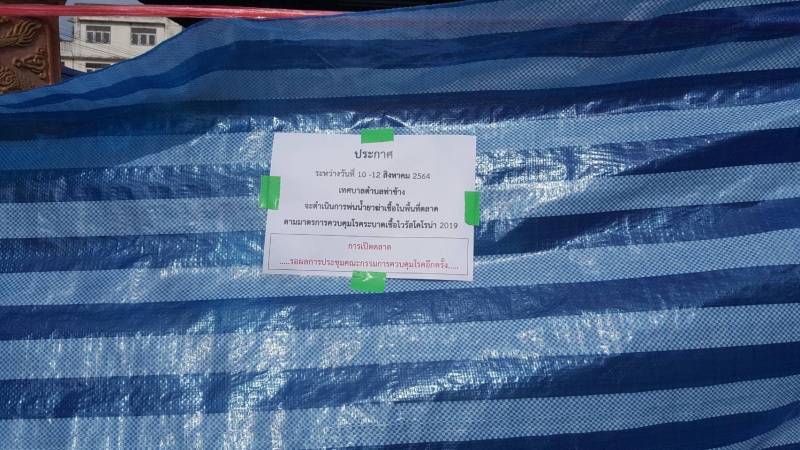 ประกาศ
ระหว่างวันที่ 10 -12 สิงหาคม 2564
เทศบาลตำบลท่าช้าง
จะดำเนินการพ่นน้ำยาฆ่าเชื้อในพื้นที่ตลาด
ตามมาตรการควบคุมโรคระบาดเชื้อไวรัสโคโรน่า 2019
การเปิดตลาด
.....รอผลการประชุมคณะกรรมการควบคุมโรคอีกครั้ง.....